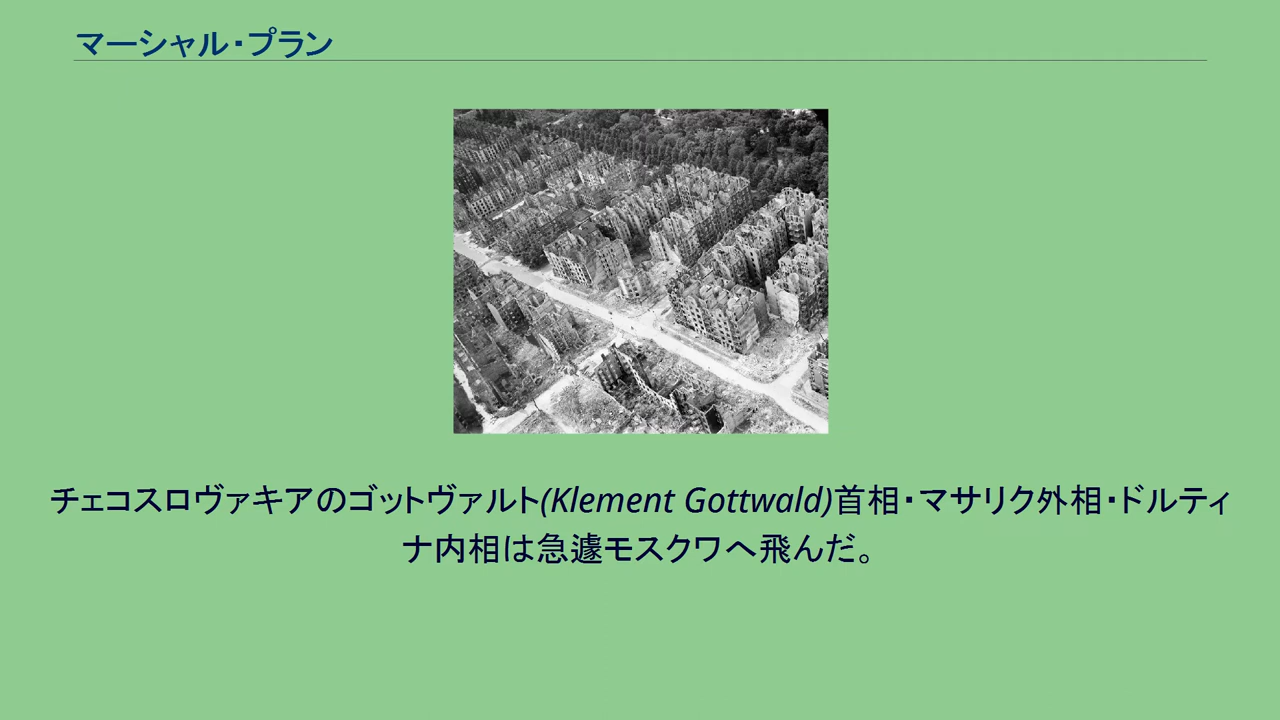 マーシャル・プラン
チェコスロヴァキアのゴットヴァルト(Klement Gottwald)首相・マサリク外相・ドルティ
ナ内相は急遽モスクワへ飛んだ。